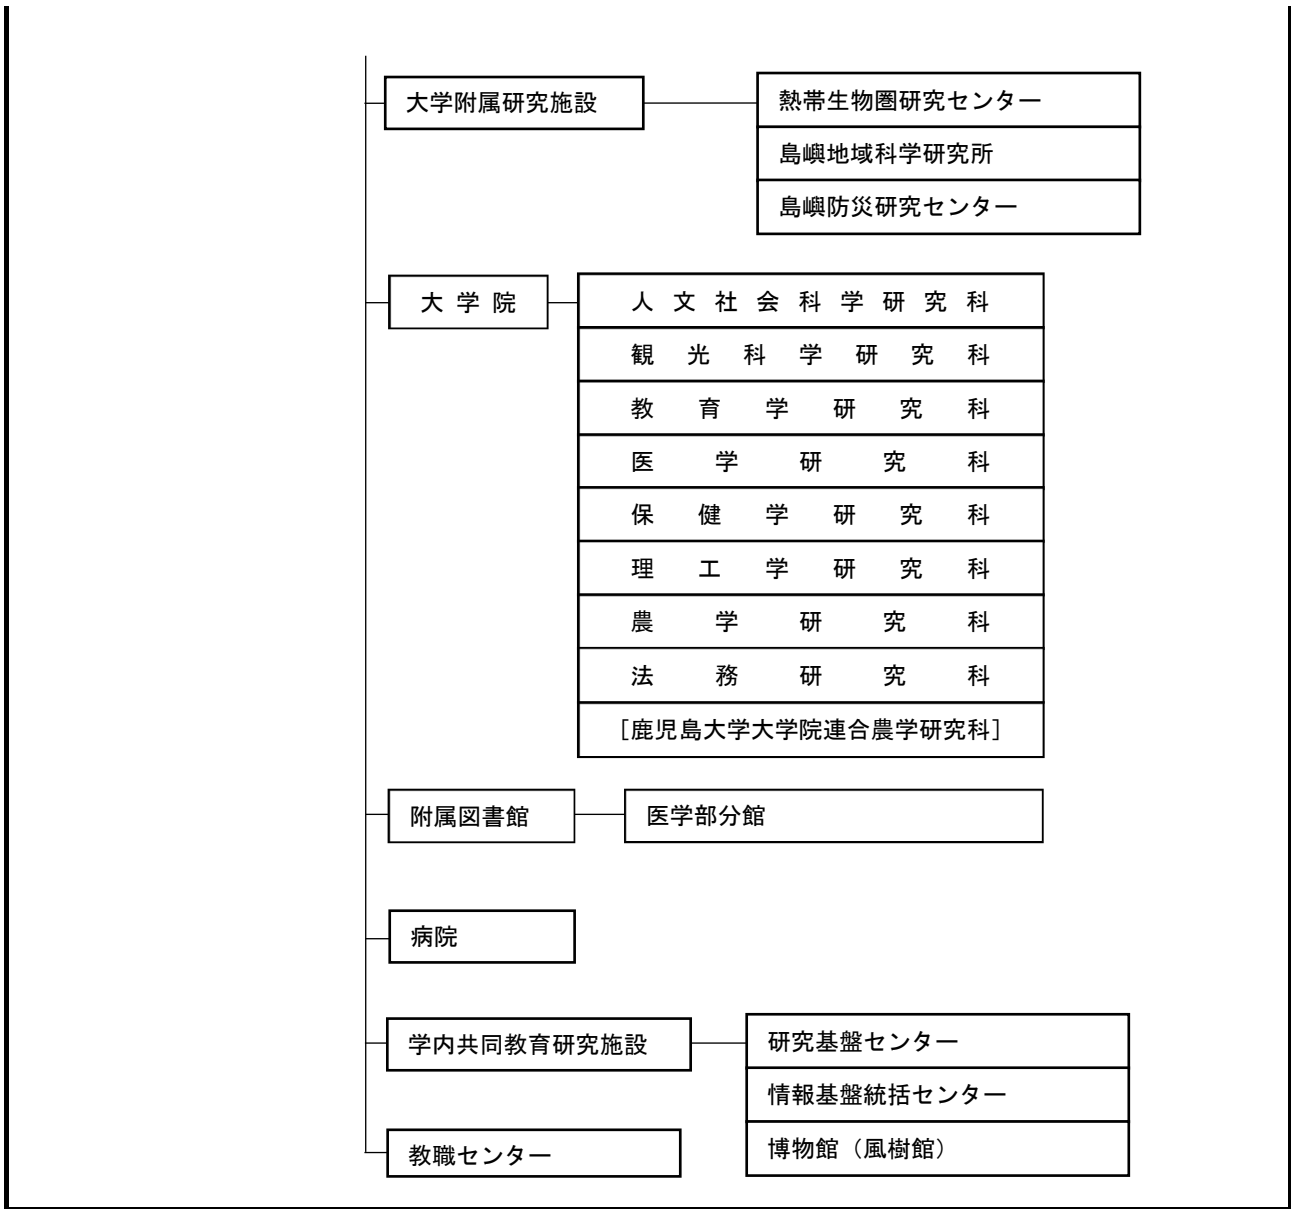 大学附属研究施設
熱帯生物圏研究センター
島嶼地域科学研究所
島嶼防災研究センター
大学院
人文社会科学研究科
観光科学研究科
教育学研究科
医学研究科
保健学研究科
理工学研究科
農学研究科
法務研究科
[鹿児島大学大学院連合農学研究科]
附属図書館
医学部分館
病院
学内共同教育研究施設
研究基盤センター
情報基盤統括センター
博物館（風樹館）
教職センター